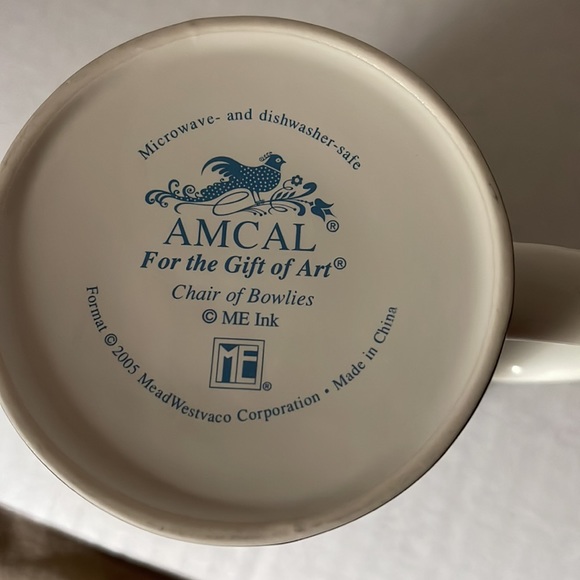 Microwave- and dishwasher-safe
AMCAL®
For the Gift of Art®
Chair of Bowlies
© ME Ink
ME®
Format © 2005 MeadWestvaco Corporation • Made in China